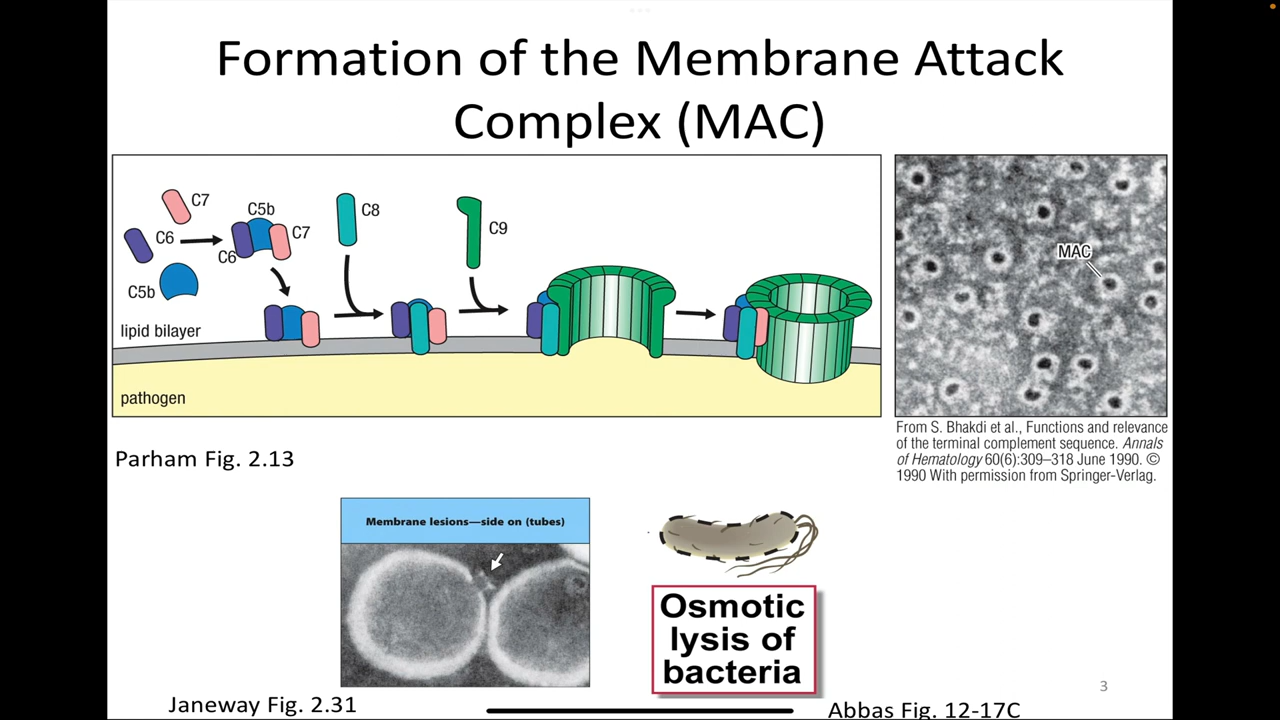 Formation of the Membrane Attack
Complex (MAC)
C7
C6
C5b
C5b
C6
C7
C8
C9
lipid bilayer
pathogen
MAC
Parham Fig. 2.13
From S. Bhakdi et al., Functions and relevance
of the terminal complement sequence. Annals
of Hematology 60(6):309–318 June 1990. ©
1990 With permission from Springer-Verlag.
Membrane lesions—side on (tubes)
Osmotic
lysis of
bacteria
Janeway Fig. 2.31
Abbas Fig. 12-17C
3